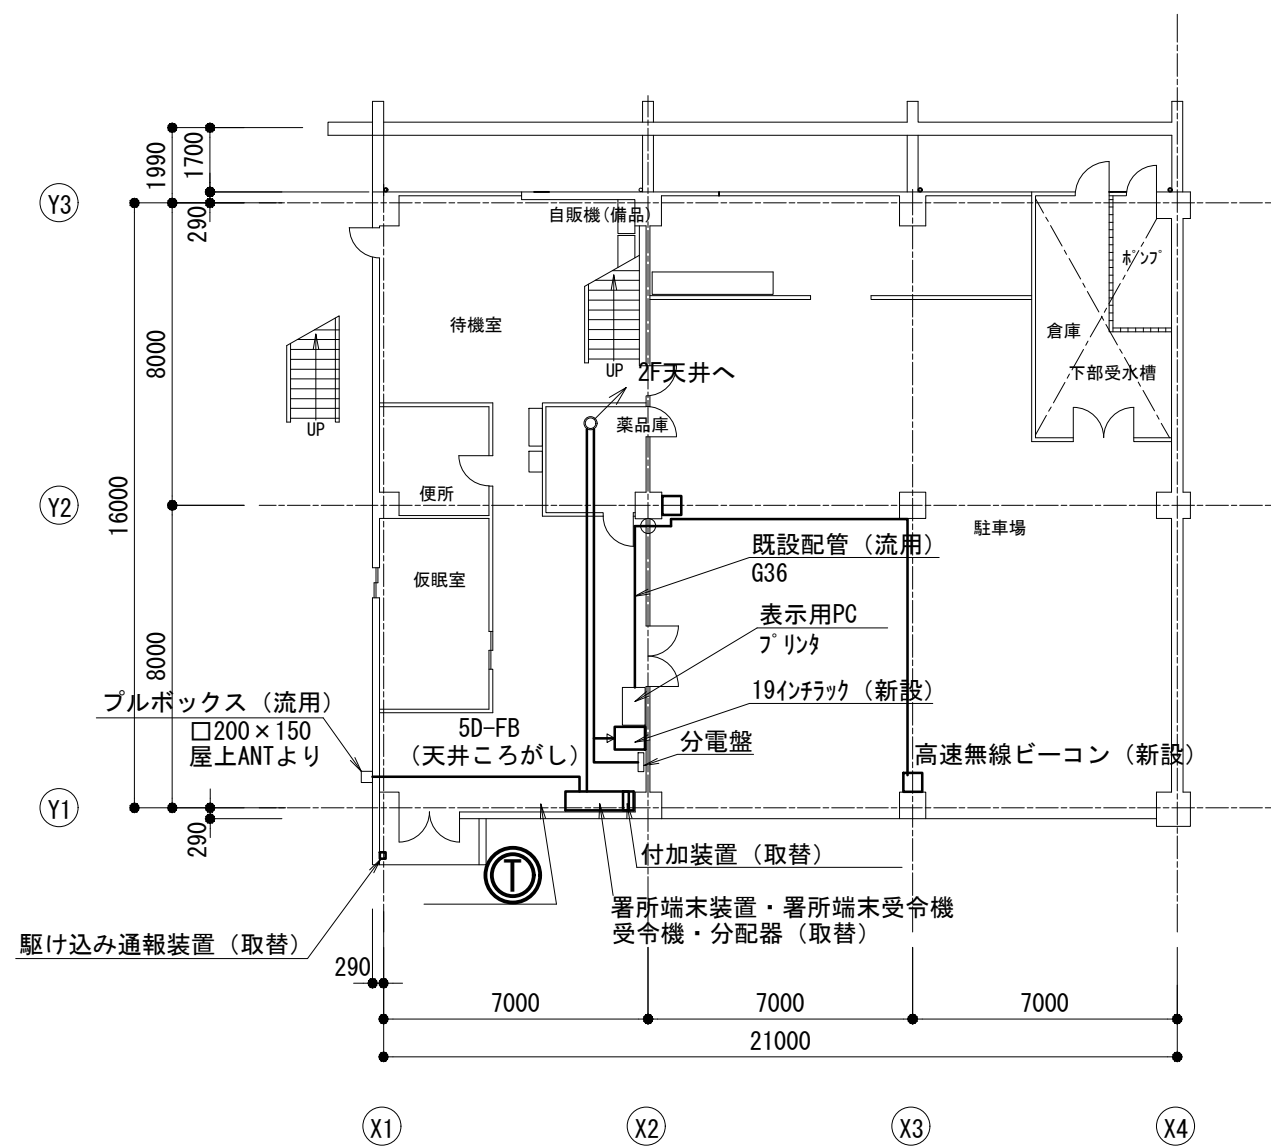 1990
1700
Y3
290
自販機(備品)
ﾎﾟﾝﾌﾟ
待機室
倉庫
8000
UP
2F天井へ
下部受水槽
UP
薬品庫
16000
便所
Y2
駐車場
既設配管（流用）
G36
仮眠室
表示用PC
ﾌﾟﾘﾝﾀ
8000
19ｲﾝﾁﾗｯｸ（新設）
プルボックス（流用）
□200×150
屋上ANTより
5D-FB
（天井ころがし）
分電盤
高速無線ビーコン（新設）
Y1
290
付加装置（取替）
T
署所端末装置・署所端末受令機
受令機・分配器（取替）
駆け込み通報装置（取替）
290
7000
7000
7000
21000
X1
X2
X3
X4